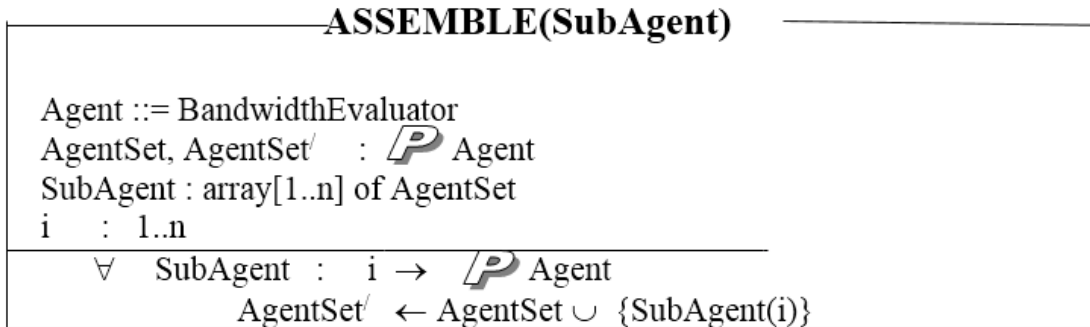 ASSEMBLE(SubAgent)
Agent ::= BandwidthEvaluator
AgentSet, AgentSet/ : P Agent
SubAgent : array[1..n] of AgentSet
i : 1..n
∀ SubAgent : i → P Agent
AgentSet/ ← AgentSet ∪ {SubAgent(i)}